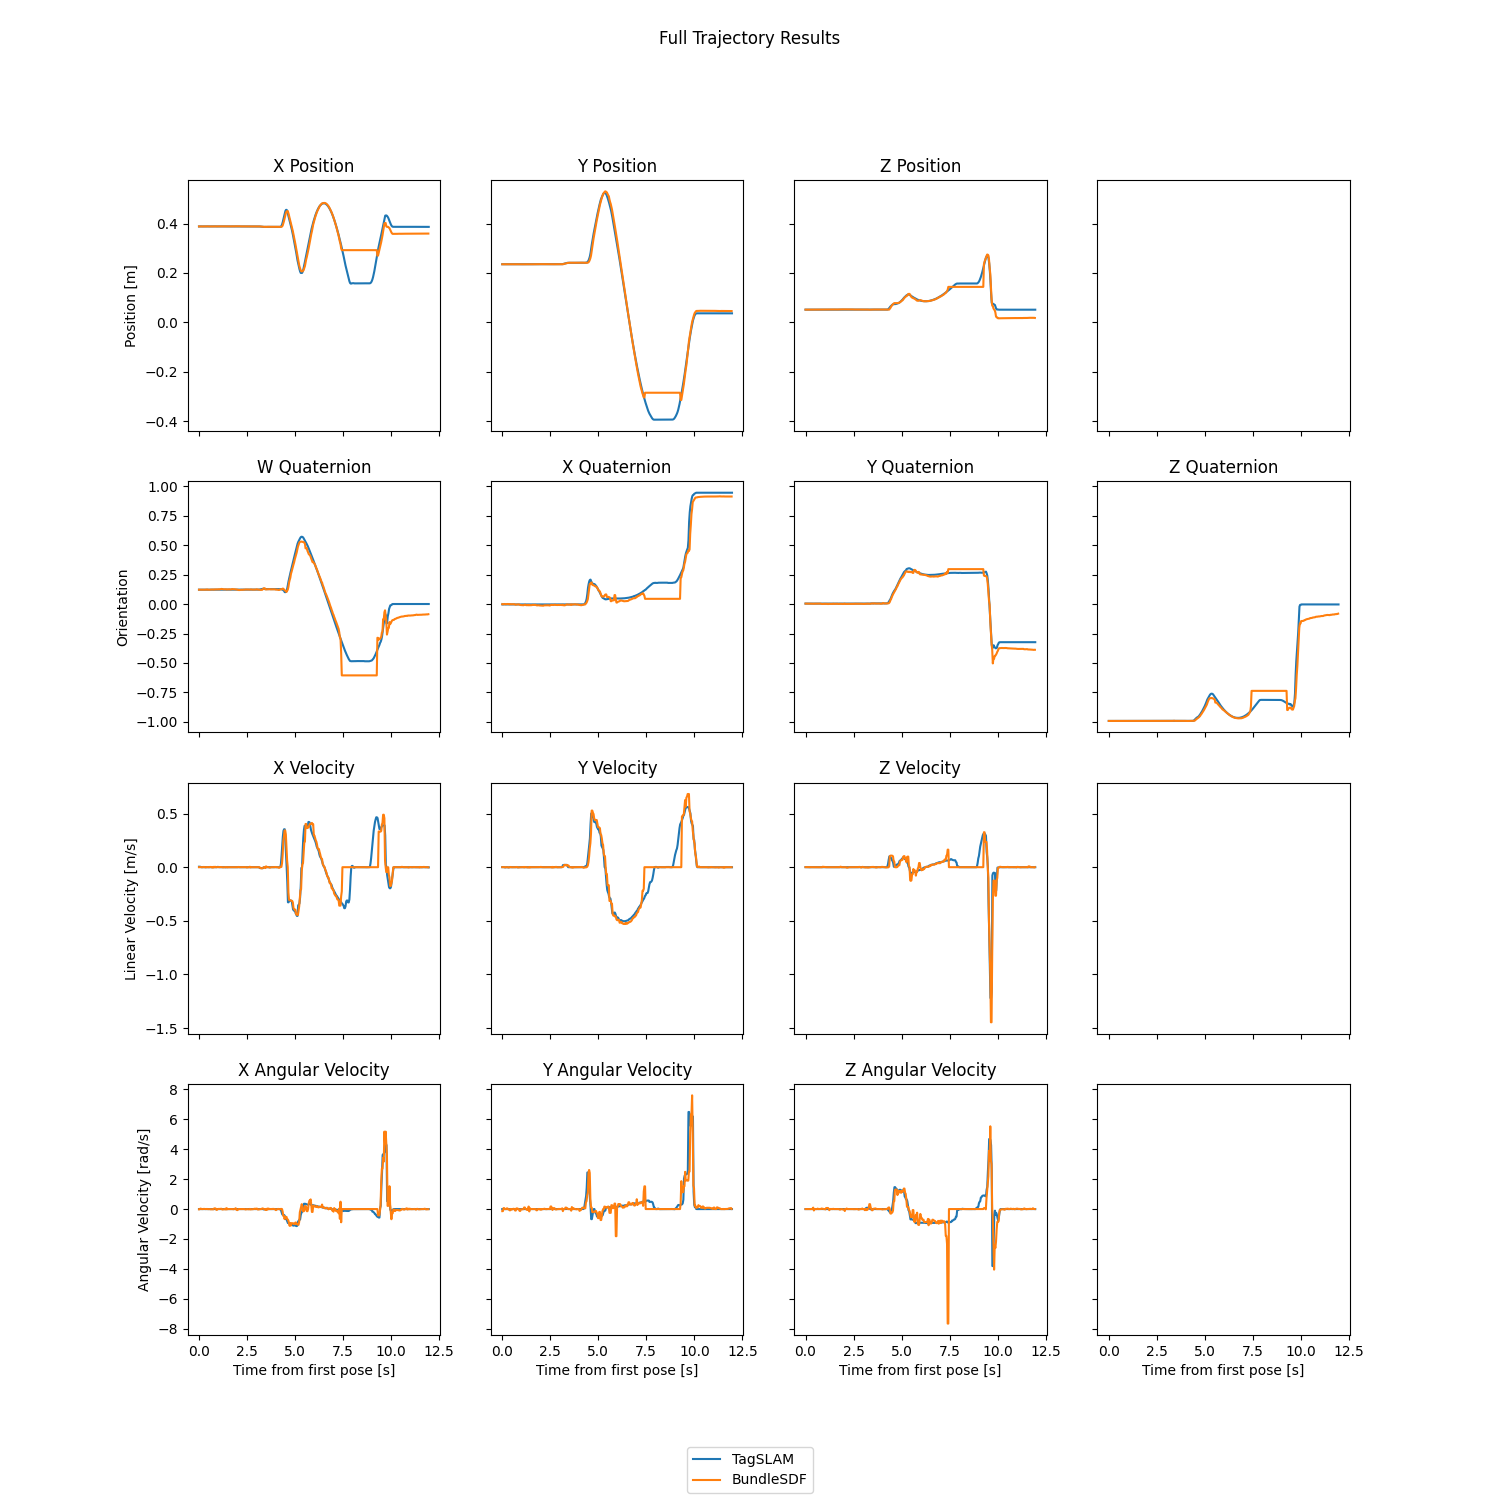 Full Trajectory Results
X Position
Y Position
Z Position
Position [m]
0.4
0.2
0.0
−0.2
−0.4
W Quaternion
X Quaternion
Y Quaternion
Z Quaternion
Orientation
1.00
0.75
0.50
0.25
0.00
−0.25
−0.50
−0.75
−1.00
X Velocity
Y Velocity
Z Velocity
Linear Velocity [m/s]
0.5
0.0
−0.5
−1.0
−1.5
X Angular Velocity
Y Angular Velocity
Z Angular Velocity
Angular Velocity [rad/s]
8
6
4
2
0
−2
−4
−6
−8
0.0 2.5 5.0 7.5 10.0 12.5
0.0 2.5 5.0 7.5 10.0 12.5
0.0 2.5 5.0 7.5 10.0 12.5
0.0 2.5 5.0 7.5 10.0 12.5
Time from first pose [s]
Time from first pose [s]
Time from first pose [s]
Time from first pose [s]
TagSLAM
BundleSDF